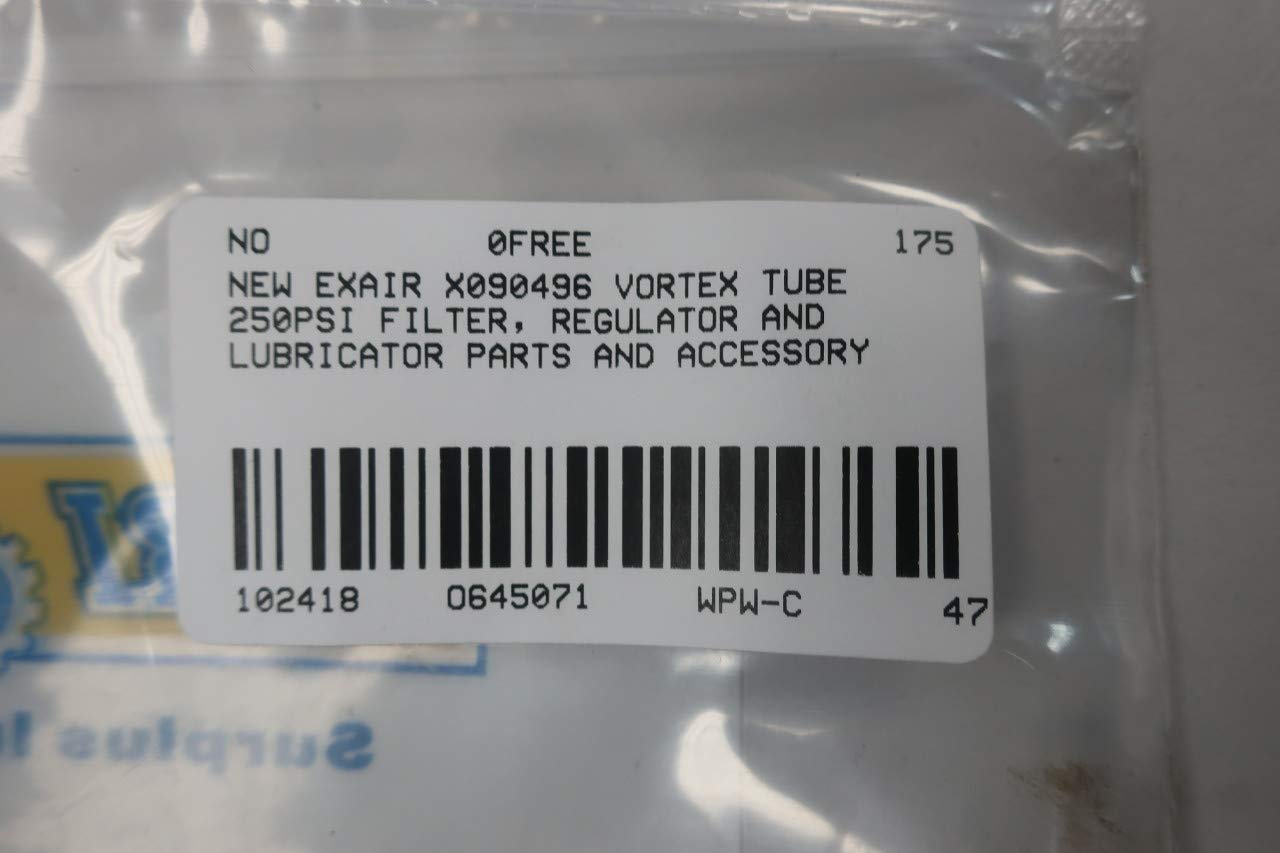 NO 0FREE 175
NEW EXAIR X090496 VORTEX TUBE
250PSI FILTER, REGULATOR AND
LUBRICATOR PARTS AND ACCESSORY
102418 0645071 WPW-C 47
Surplus